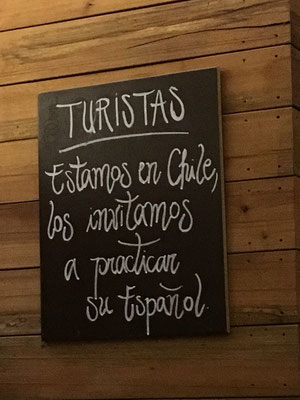 TURISTAS
Estamos en Chile,
los invitamos
a practicar
su Español.